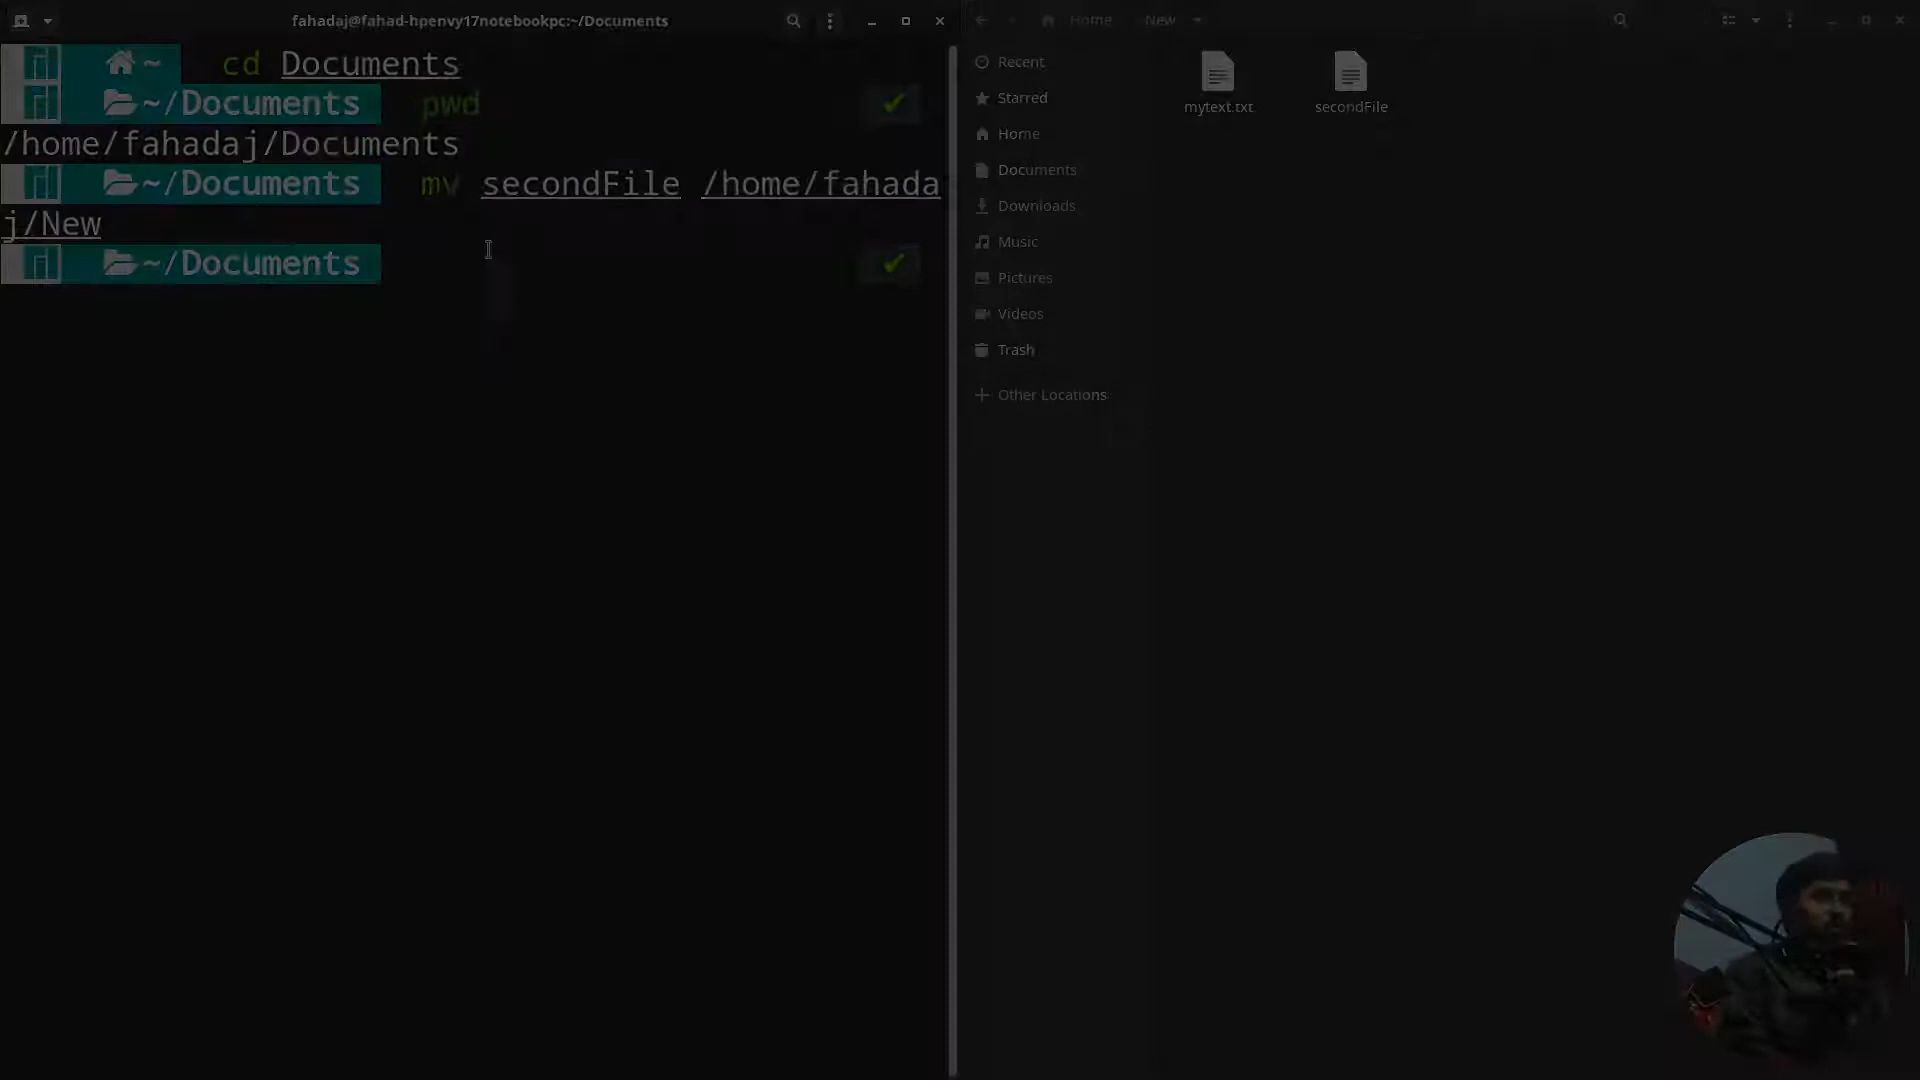 fahadaj@fahad-hpenvy17notebookpc:~/Documents
~ cd Documents
~/Documents pwd
/home/fahadaj/Documents
~/Documents mv secondFile /home/fahada
j/New
~/Documents
Home New
Recent
Starred
Home
Documents
Downloads
Music
Pictures
Videos
Trash
Other Locations
mytext.txt
secondFile